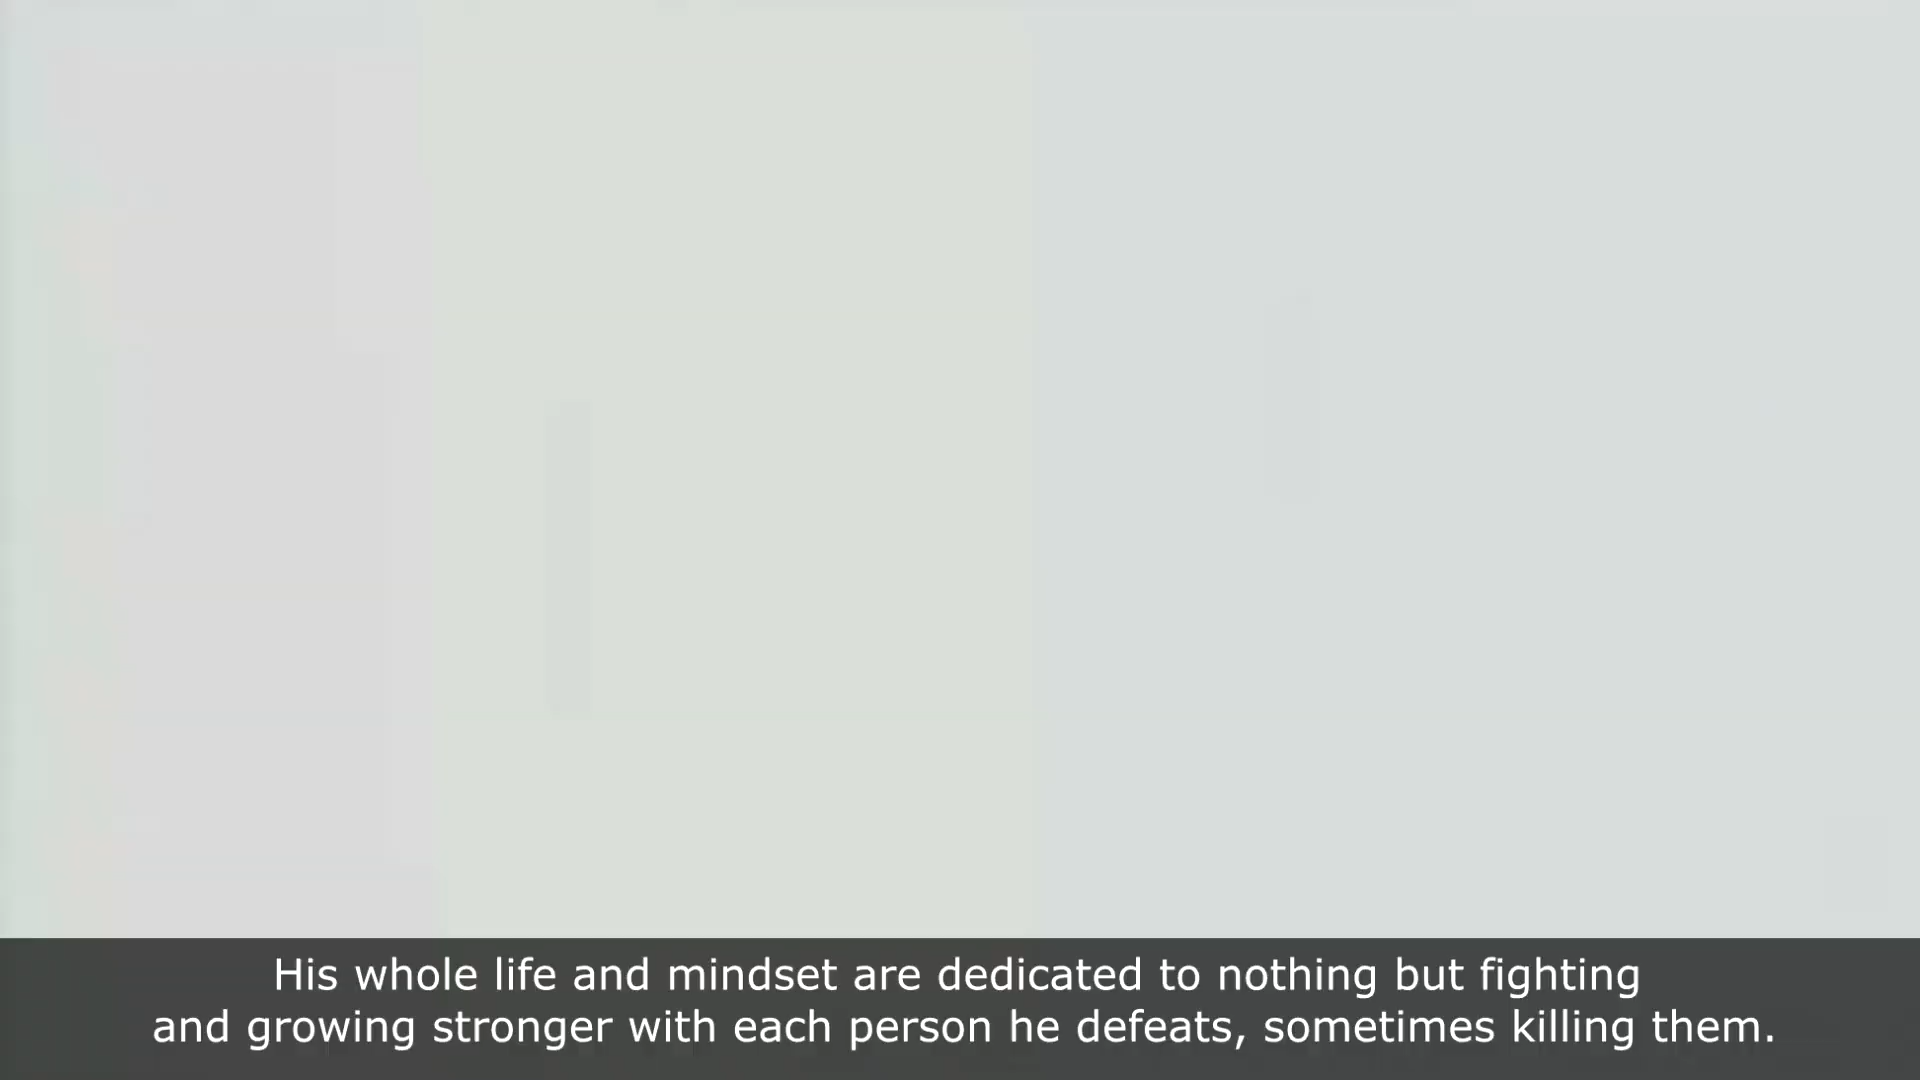 His whole life and mindset are dedicated to nothing but fighting
and growing stronger with each person he defeats, sometimes killing them.